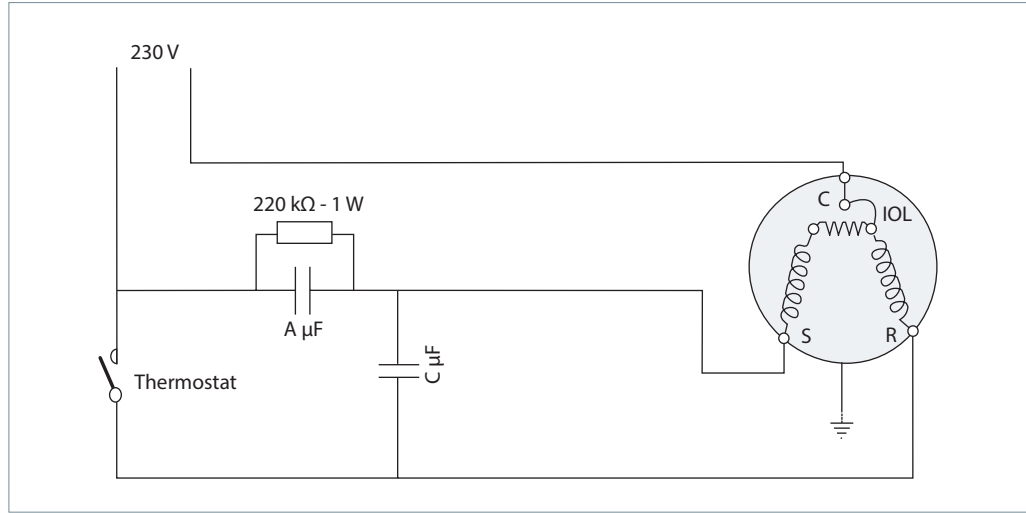 230 V
220 kΩ - 1 W
C
IOL
A µF
S
R
C µF
Thermostat